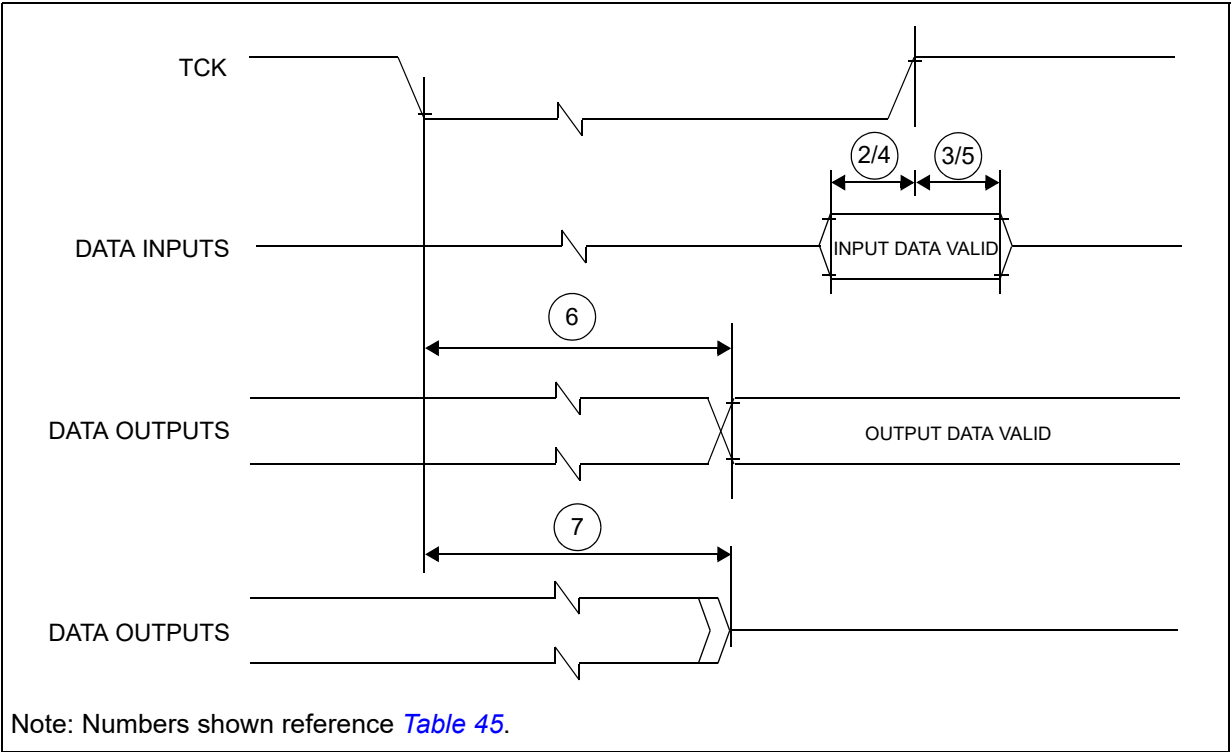 TCK
2/4
3/5
DATA INPUTS
INPUT DATA VALID
6
DATA OUTPUTS
OUTPUT DATA VALID
7
DATA OUTPUTS
Note: Numbers shown reference Table 45.